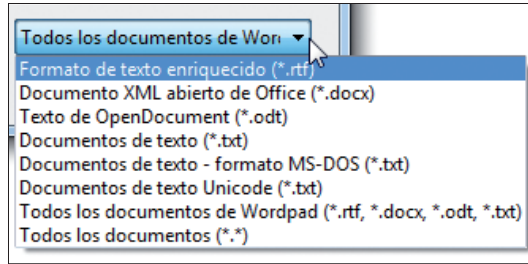 Todos los documentos de Wor
Formato de texto enriquecido (*.rtf)
Documento XML abierto de Office (*.docx)
Texto de OpenDocument (*.odt)
Documentos de texto (*.txt)
Documentos de texto - formato MS-DOS (*.txt)
Documentos de texto Unicode (*.txt)
Todos los documentos de Wordpad (*.rtf, *.docx, *.odt, *.txt)
Todos los documentos (*.*)